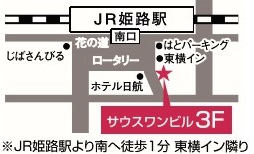 JR姫路駅
南口
花の道
じばさんびる
ロータリー
はとパーキング
東横イン
ホテル日航
サウスワンビル3F
※JR姫路駅より南へ徒歩1分 東横イン隣り